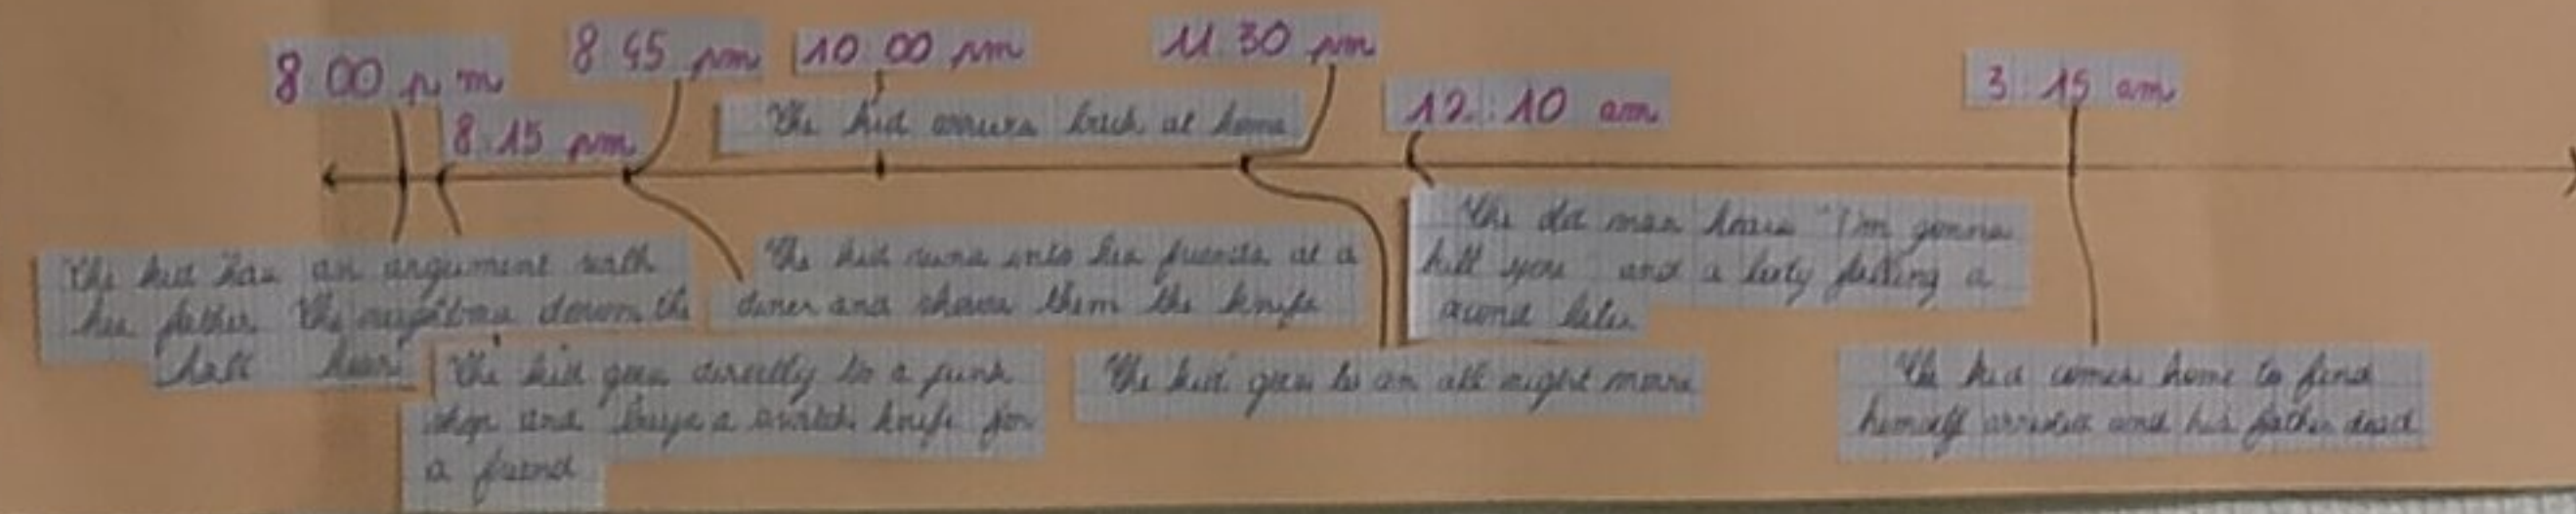 8:00 p.m
8:15 pm
8:45 pm
10:00 pm
11:30 pm
12:10 am
3:15 am
The kid arrives back at home
The kid has an argument with
his father. The neighbors down the
hall hear
The kid goes directly to a junk
shop and buys a switch knife for
a friend
The kid runs into his friends at a
diner and shows them the knife
The kid goes to an all night movie
The old man hears "I'm gonna
kill you" and a body falling a
second later
The kid comes home to find
himself arrested and his father dead